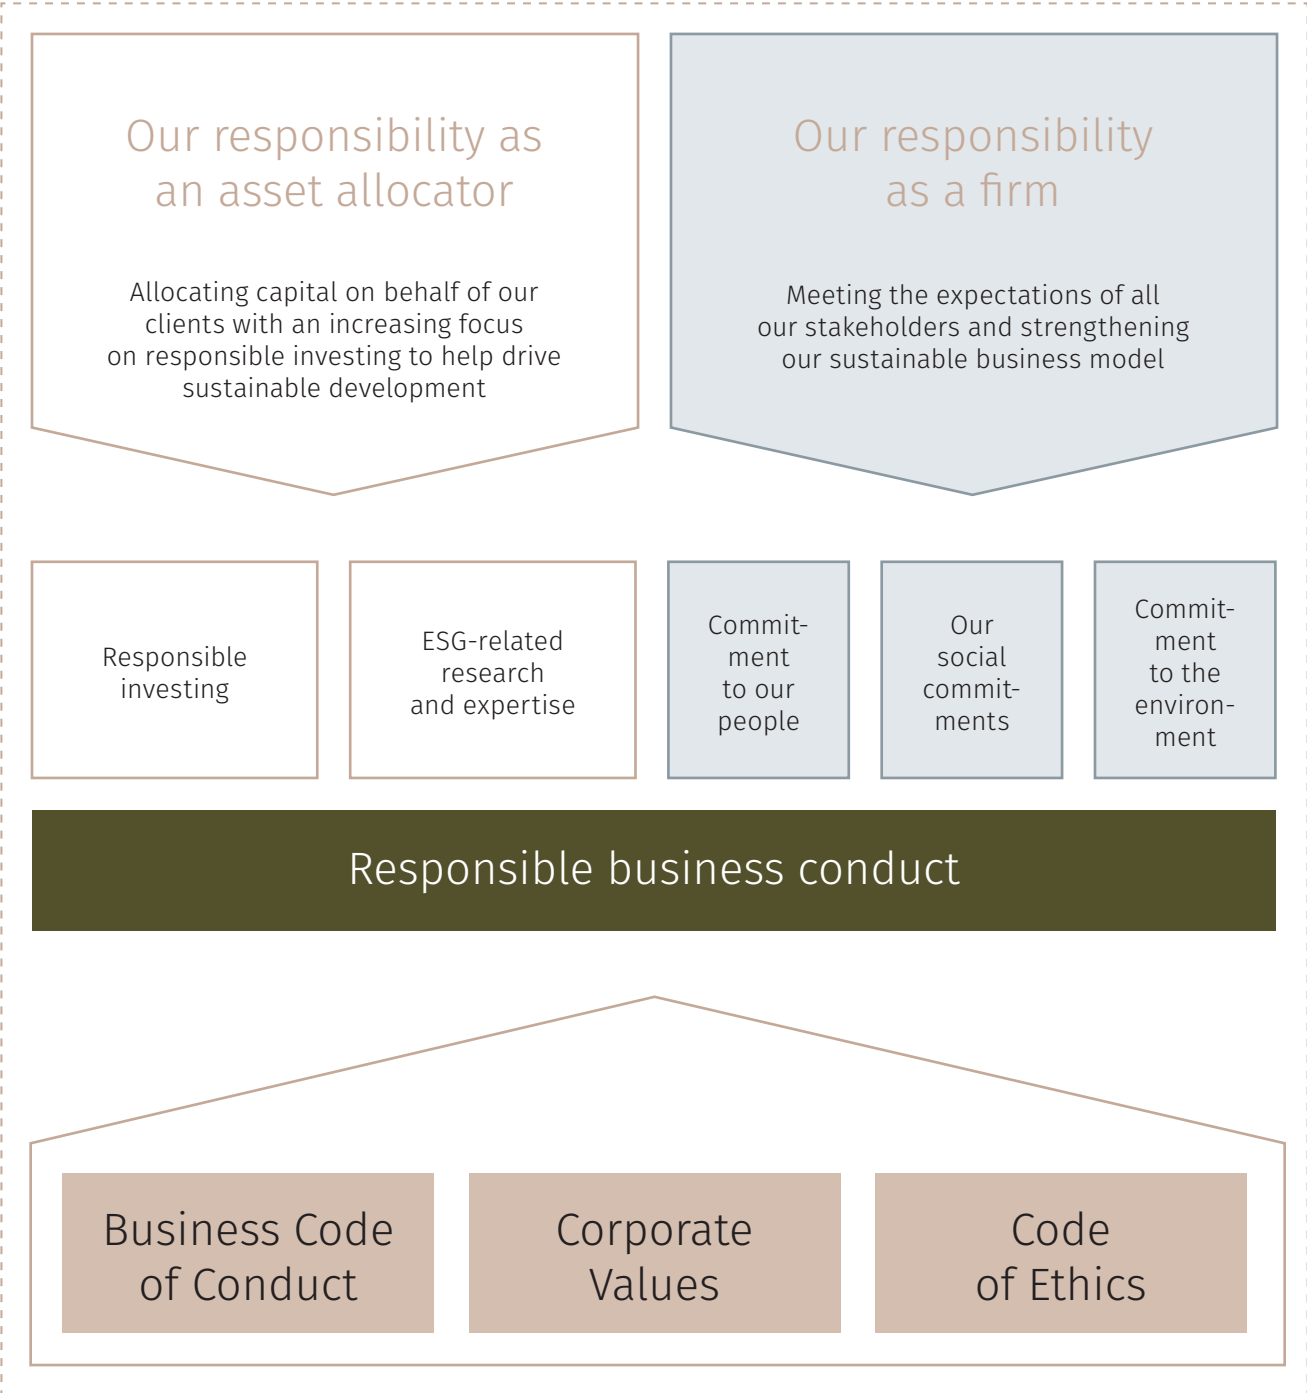 Our responsibility as
an asset allocator
Allocating capital on behalf of our
clients with an increasing focus
on responsible investing to help drive
sustainable development
Our responsibility
as a firm
Meeting the expectations of all
our stakeholders and strengthening
our sustainable business model
Responsible
investing
ESG-related
research
and expertise
Commit-
ment
to our
people
Our
social
commit-
ments
Commit-
ment
to the
environ-
ment
Responsible business conduct
Business Code
of Conduct
Corporate
Values
Code
of Ethics